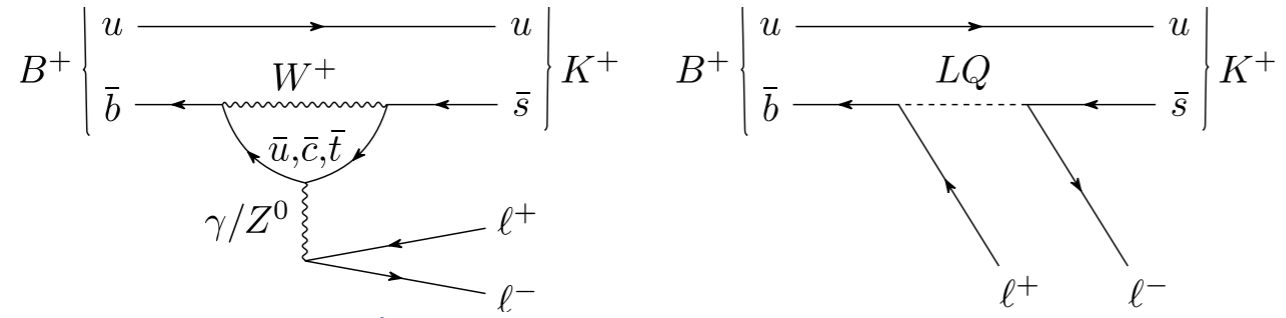 u u
B⁺ K⁺
W⁺
b̄ s̄
ū,c̄,t̄
γ/Z⁰
ℓ⁺
ℓ⁻
u u
B⁺ LQ K⁺
b̄ s̄
ℓ⁺ ℓ⁻